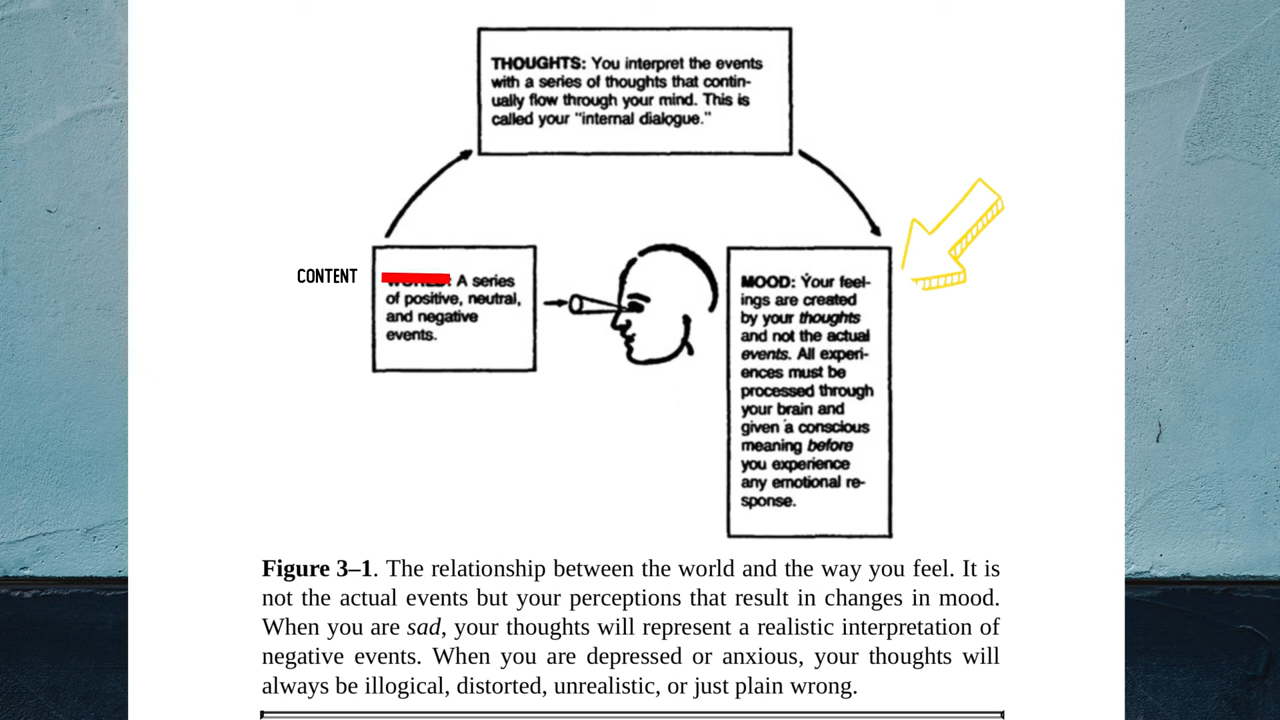 THOUGHTS: You interpret the events
with a series of thoughts that contin-
ually flow through your mind. This is
called your "internal dialogue."
CONTENT
: A series
of positive, neutral,
and negative
events.
MOOD: Your feel-
ings are created
by your thoughts
and not the actual
events. All experi-
ences must be
processed through
your brain and
given a conscious
meaning before
you experience
any emotional re-
sponse.
Figure 3–1. The relationship between the world and the way you feel. It is
not the actual events but your perceptions that result in changes in mood.
When you are sad, your thoughts will represent a realistic interpretation of
negative events. When you are depressed or anxious, your thoughts will
always be illogical, distorted, unrealistic, or just plain wrong.